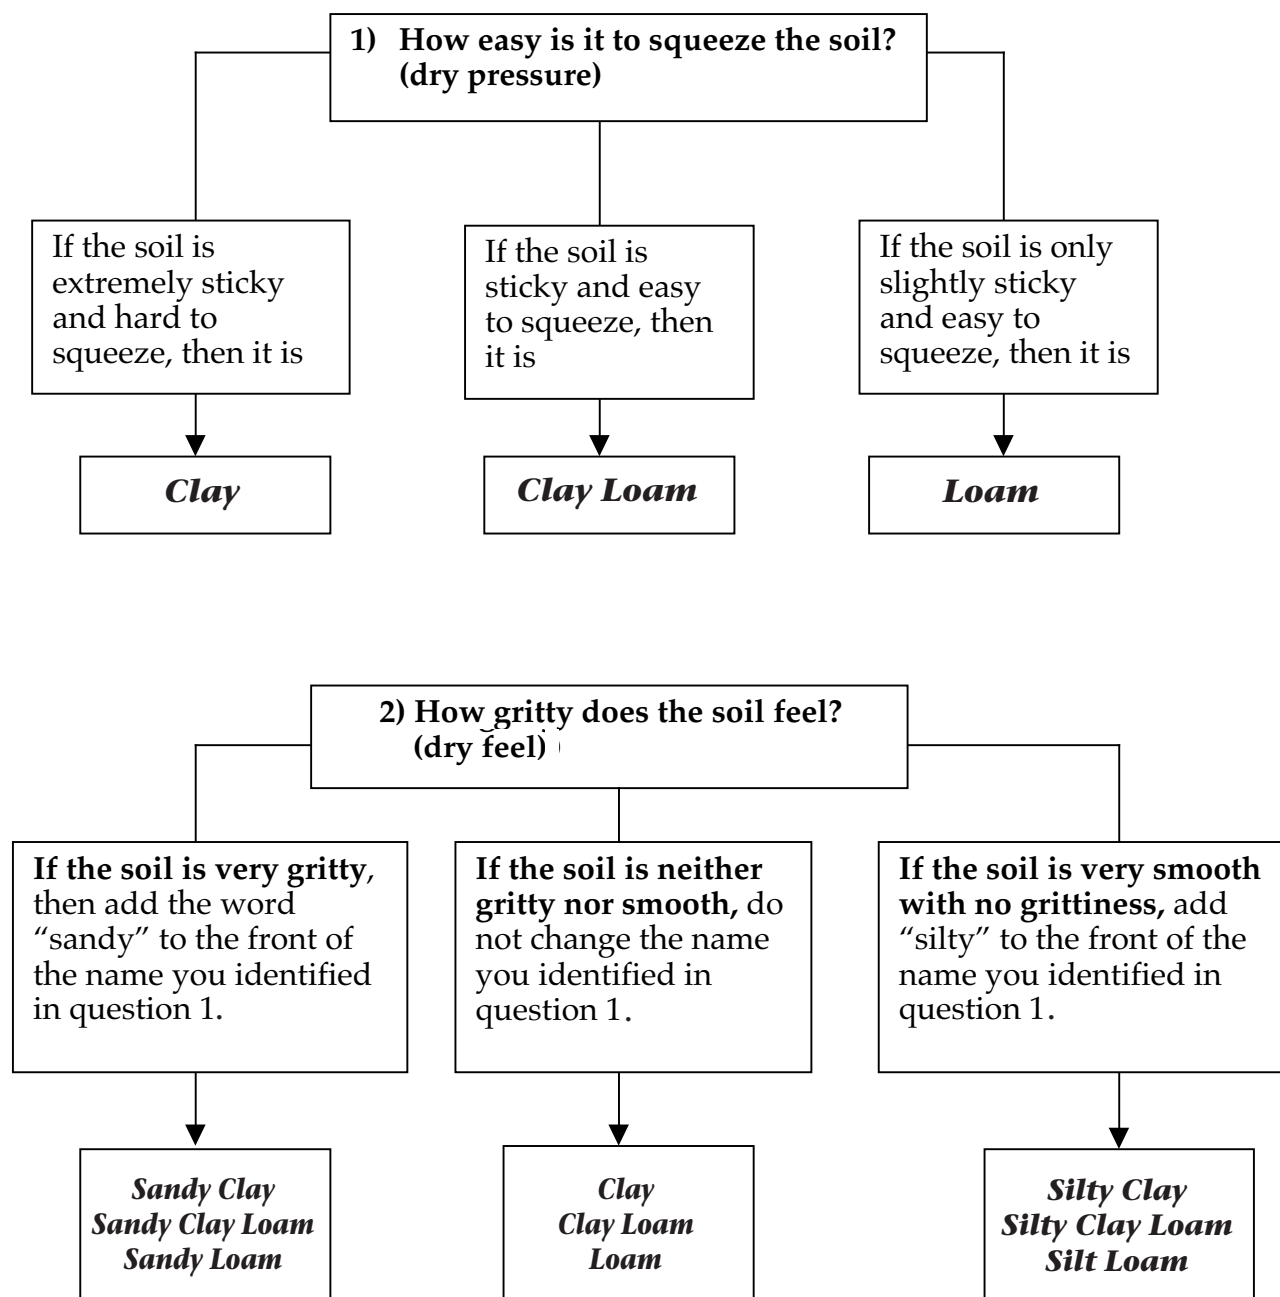 1) How easy is it to squeeze the soil?
(dry pressure)
If the soil is
extremely sticky
and hard to
squeeze, then it is
If the soil is
sticky and easy
to squeeze, then
it is
If the soil is only
slightly sticky
and easy to
squeeze, then it is
Clay
Clay Loam
Loam
2) How gritty does the soil feel?
(dry feel)
If the soil is very gritty,
then add the word
“sandy” to the front of
the name you identified
in question 1.
If the soil is neither
gritty nor smooth, do
not change the name
you identified in
question 1.
If the soil is very smooth
with no grittiness, add
“silty” to the front of the
name you identified in
question 1.
Sandy Clay
Sandy Clay Loam
Sandy Loam
Clay
Clay Loam
Loam
Silty Clay
Silty Clay Loam
Silt Loam